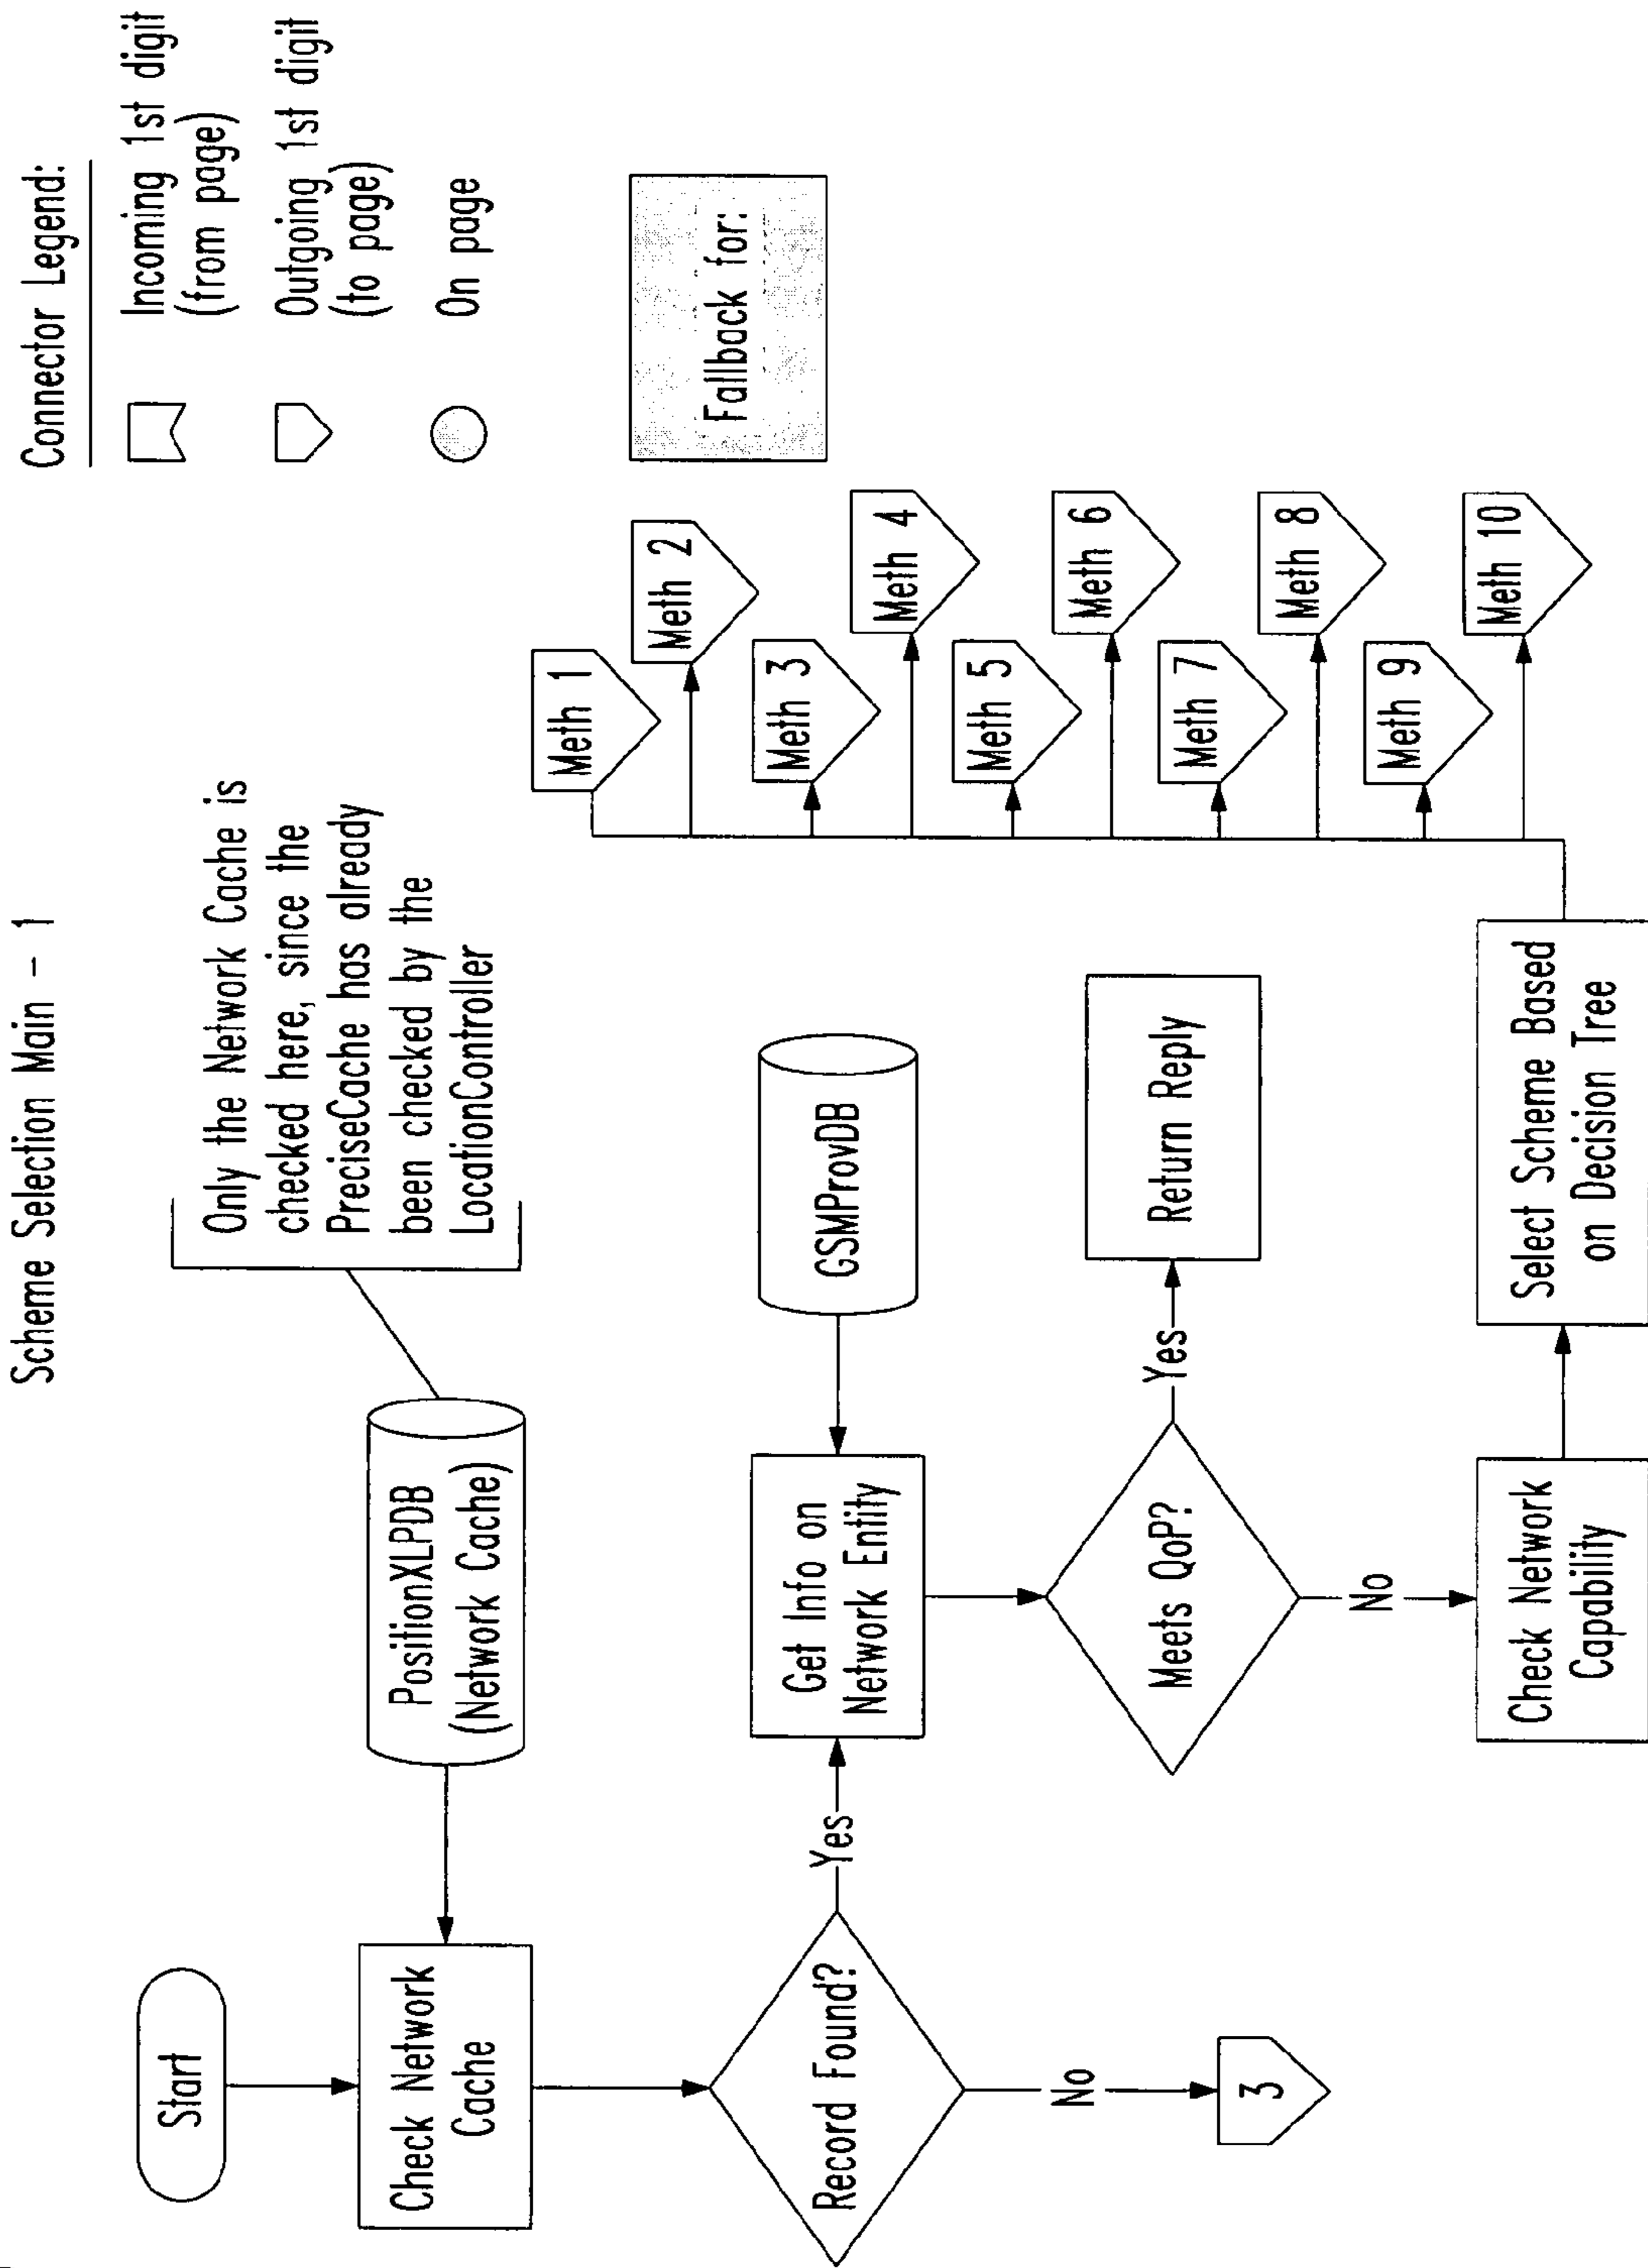 Scheme Selection Main – 1
Connector Legend:
Incoming 1st digit
(from page)
Outgoing 1st digit
(to page)
On page
Fallback for:
Start
Check Network
Cache
PositionXLPDB
(Network Cache)
Only the Network Cache is
checked here, since the
PreciseCache has already
been checked by the
LocationController
Record Found?
Yes
No
3
Get Info on
Network Entity
GSMProvDB
Meets QoP?
Yes
Return Reply
No
Check Network
Capability
Select Scheme Based
on Decision Tree
Meth 1
Meth 2
Meth 3
Meth 4
Meth 5
Meth 6
Meth 7
Meth 8
Meth 9
Meth 10